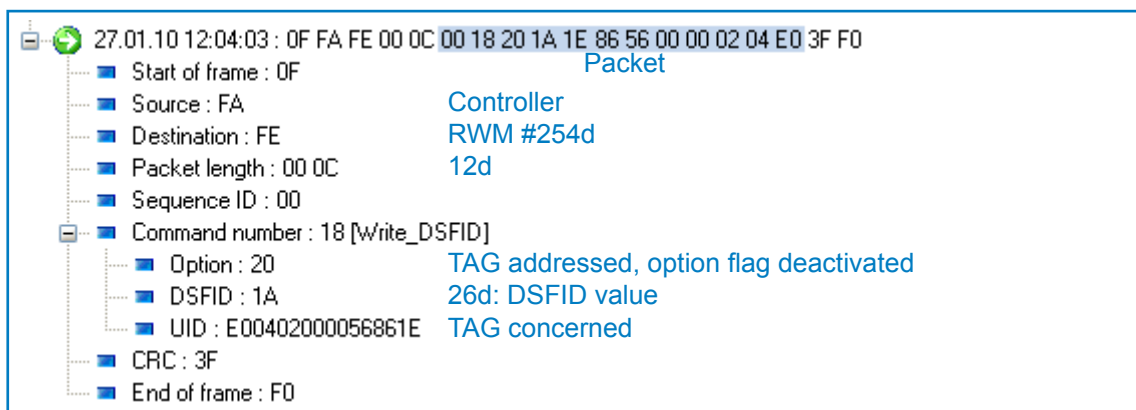 27.01.10 12:04:03 : 0F FA FE 00 0C 00 18 20 1A 1E 86 56 00 00 02 04 E0 3F F0
Packet
Start of frame : 0F
Source : FA Controller
Destination : FE RWM #254d
Packet length : 00 0C 12d
Sequence ID : 00
Command number : 18 [Write_DSFID]
Option : 20 TAG addressed, option flag deactivated
DSFID : 1A 26d: DSFID value
UID : E00402000056861E TAG concerned
CRC : 3F
End of frame : F0